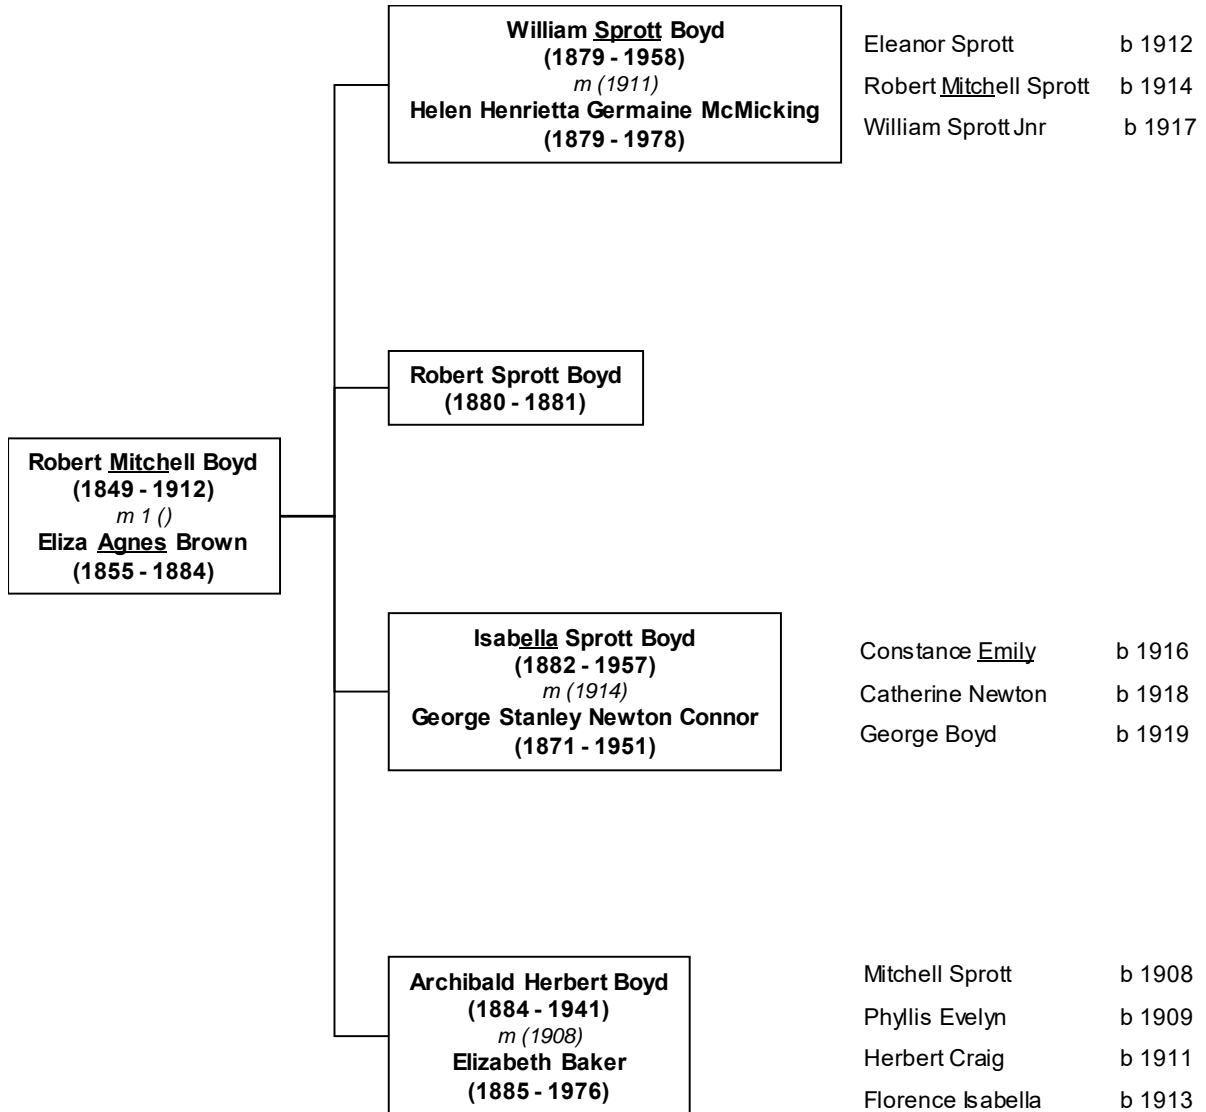 William Sprott Boyd
(1879 - 1958)
m (1911)
Helen Henrietta Germaine McMicking
(1879 - 1978)
Eleanor Sprott b 1912
Robert Mitchell Sprott b 1914
William Sprott Jnr b 1917
Robert Sprott Boyd
(1880 - 1881)
Robert Mitchell Boyd
(1849 - 1912)
m 1 ()
Eliza Agnes Brown
(1855 - 1884)
Isabella Sprott Boyd
(1882 - 1957)
m (1914)
George Stanley Newton Connor
(1871 - 1951)
Constance Emily b 1916
Catherine Newton b 1918
George Boyd b 1919
Archibald Herbert Boyd
(1884 - 1941)
m (1908)
Elizabeth Baker
(1885 - 1976)
Mitchell Sprott b 1908
Phyllis Evelyn b 1909
Herbert Craig b 1911
Florence Isabella b 1913